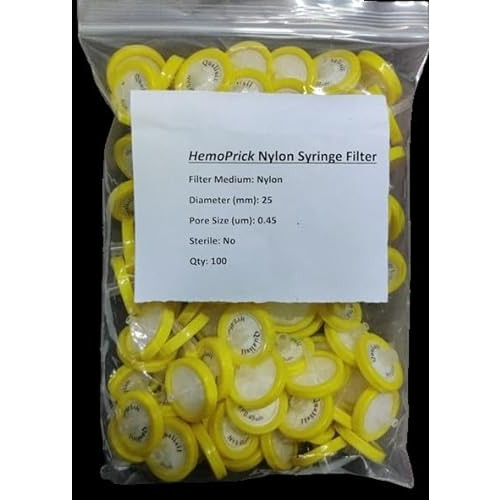 HemoPrick Nylon Syringe Filter
Filter Medium: Nylon
Diameter (mm): 25
Pore Size (um): 0.45
Sterile: No
Qty: 100